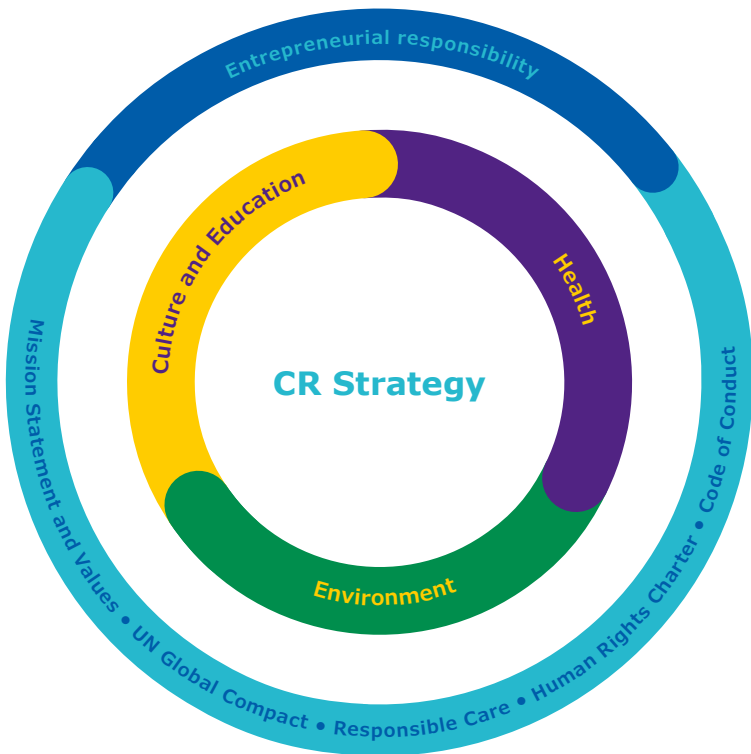 Entrepreneurial responsibility
Culture and Education
Health
CR Strategy
Environment
Mission Statement and Values • UN Global Compact • Responsible Care • Human Rights Charter • Code of Conduct